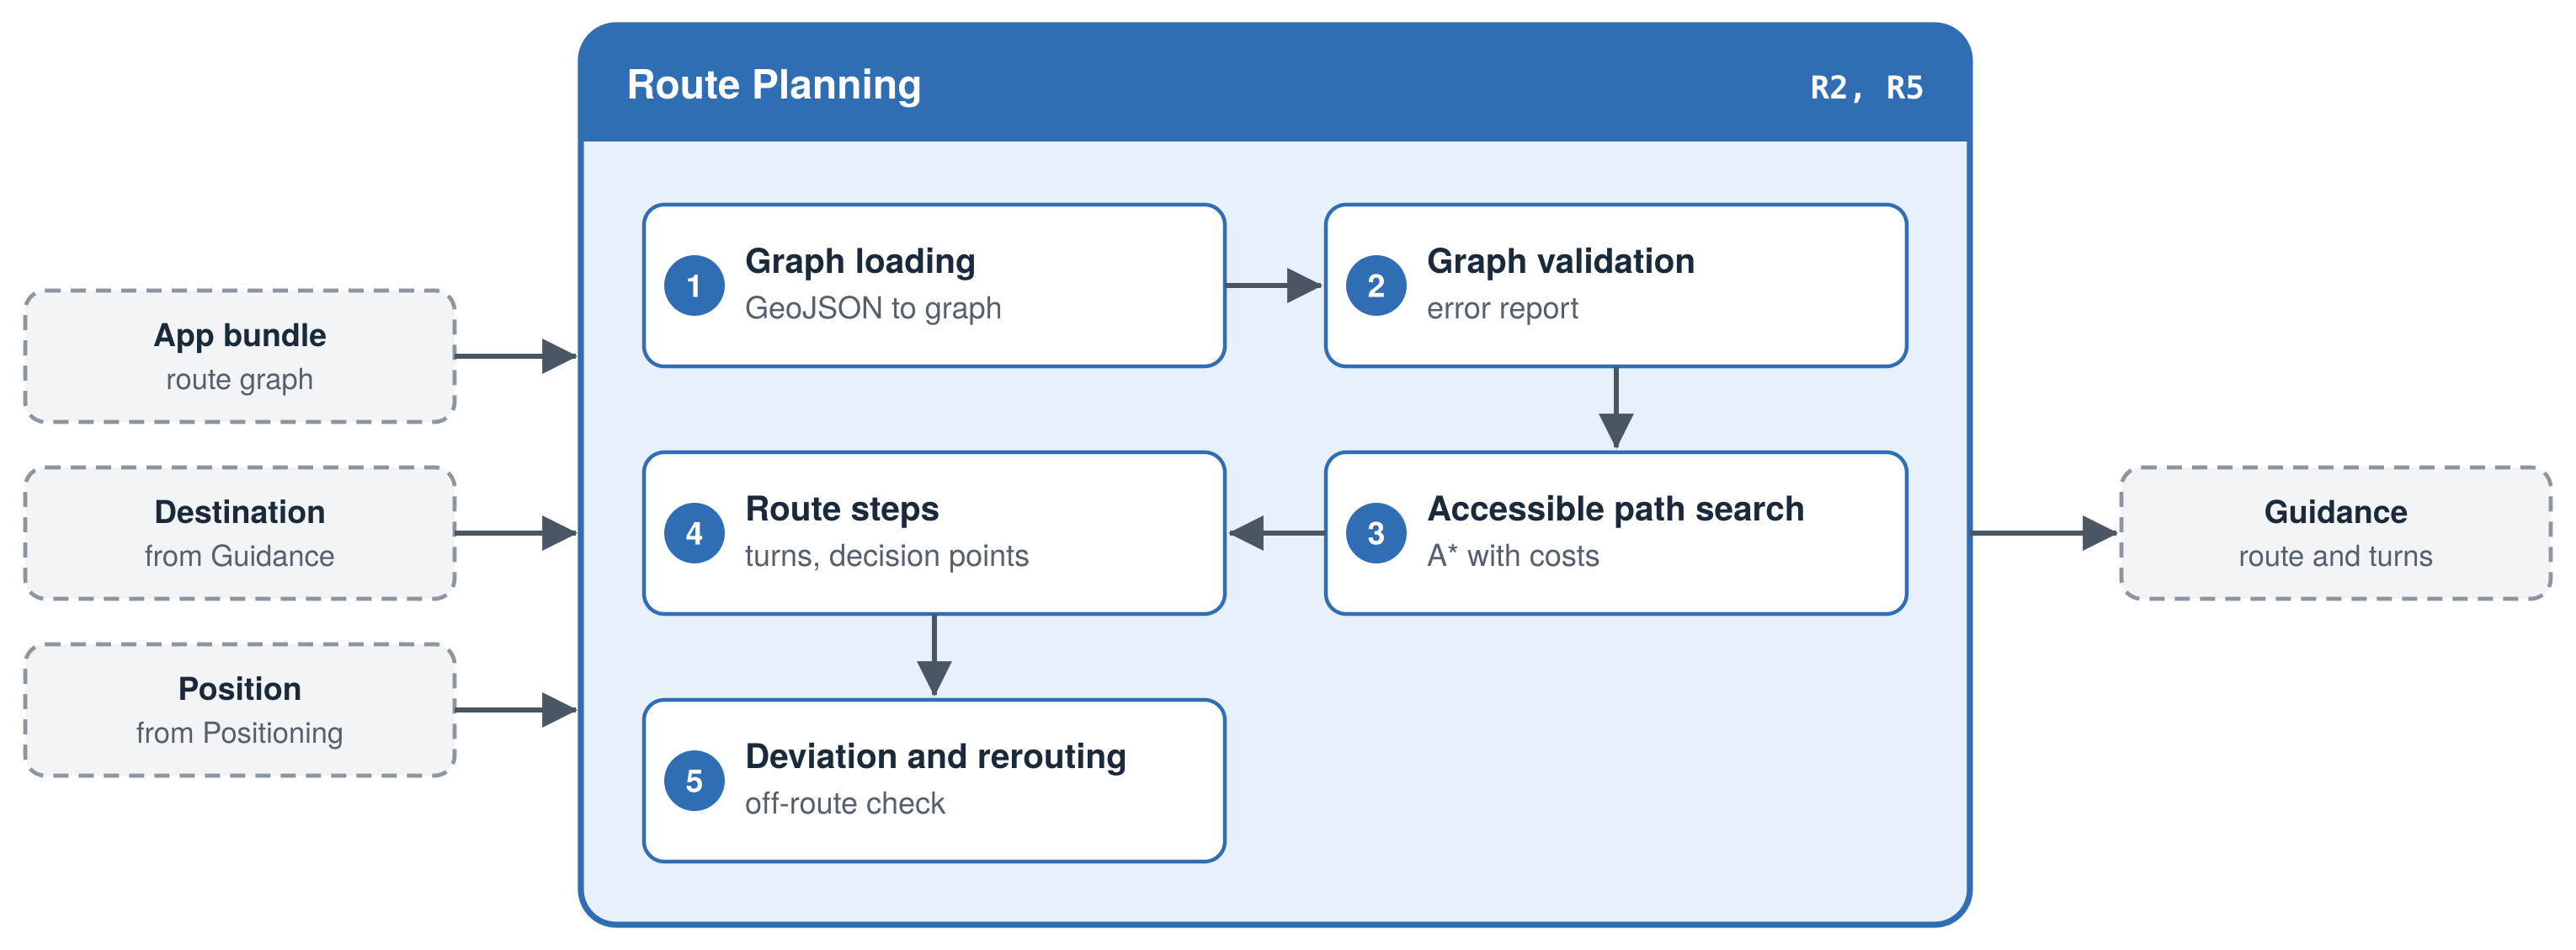 Route Planning
R2, R5
App bundle
route graph
Destination
from Guidance
Position
from Positioning
1
Graph loading
GeoJSON to graph
2
Graph validation
error report
3
Accessible path search
A* with costs
4
Route steps
turns, decision points
5
Deviation and rerouting
off-route check
Guidance
route and turns